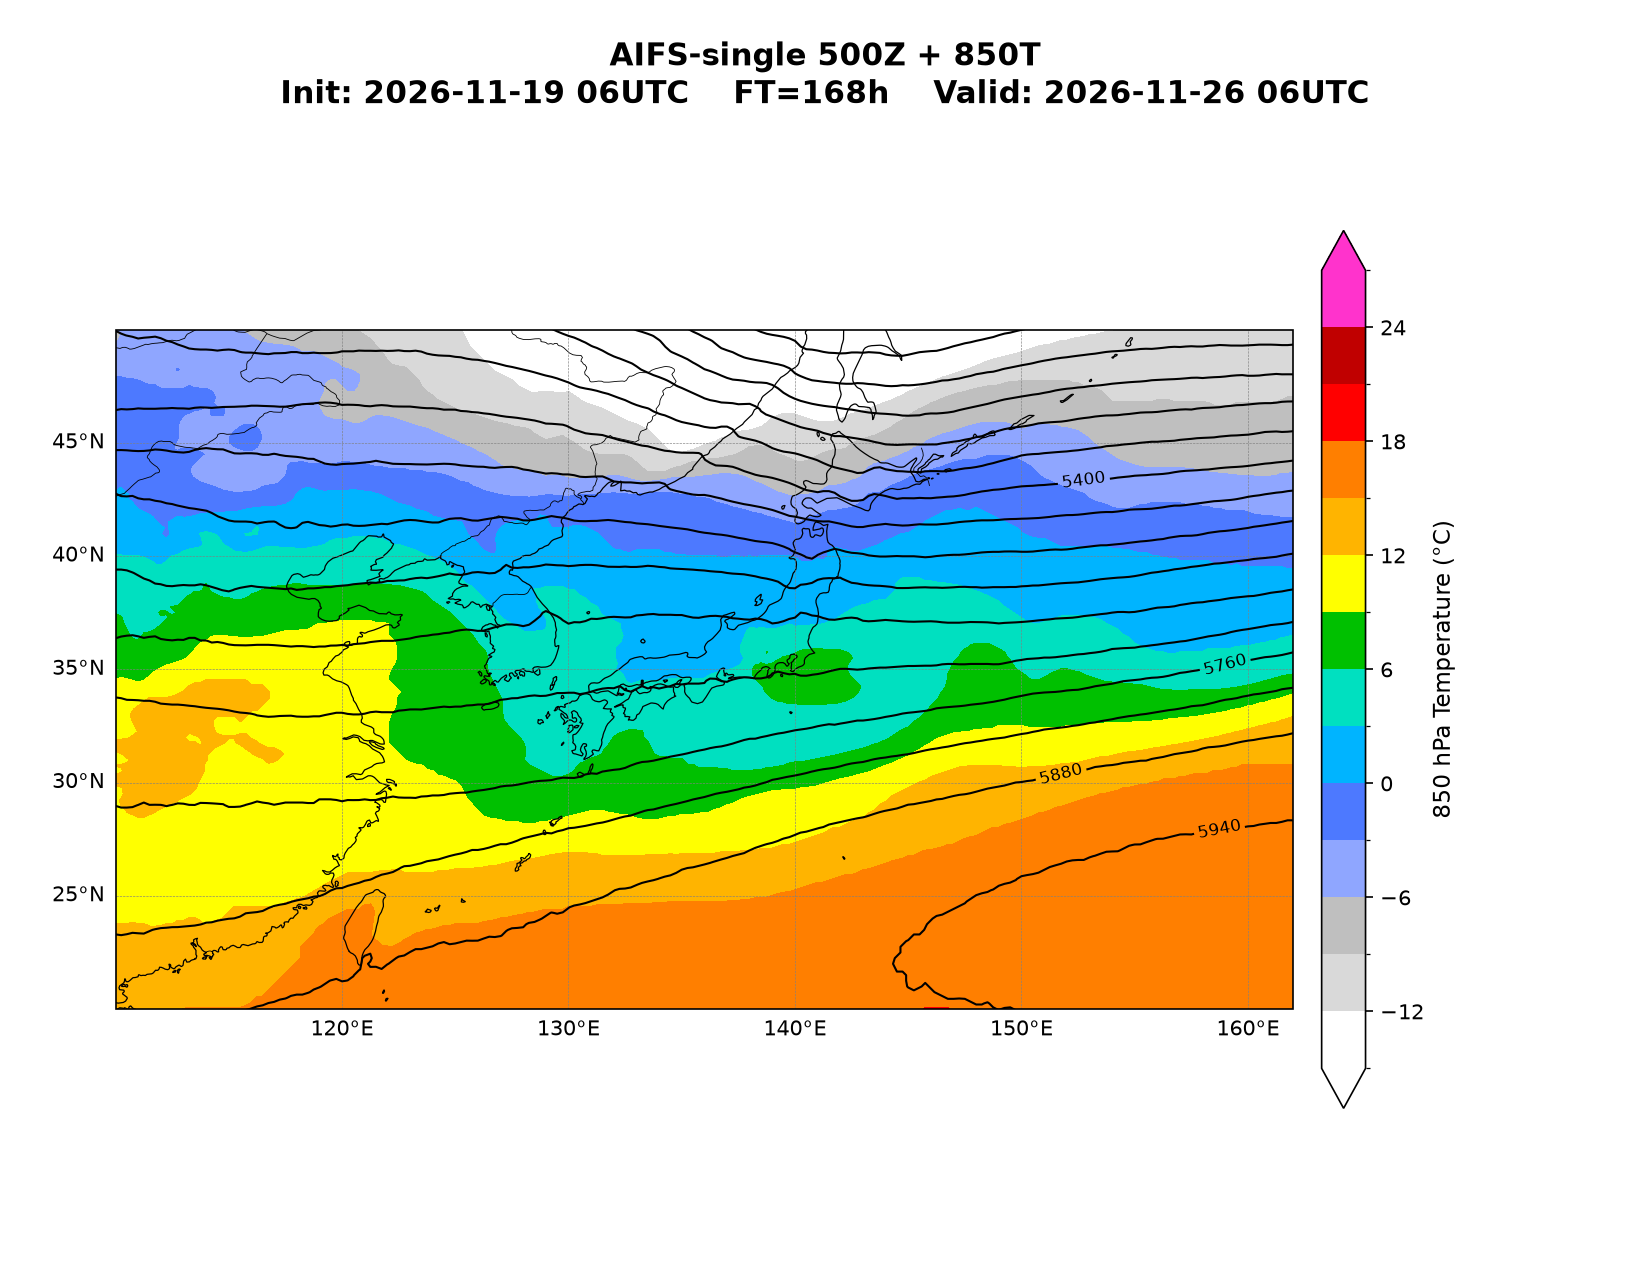 AIFS-single 500Z + 850T
Init: 2026-11-19 06UTC    FT=168h    Valid: 2026-11-26 06UTC
24
18
12
6
0
−6
−12
850 hPa Temperature (°C)
45°N
40°N
35°N
30°N
25°N
5400
5760
5880
5940
120°E
130°E
140°E
150°E
160°E